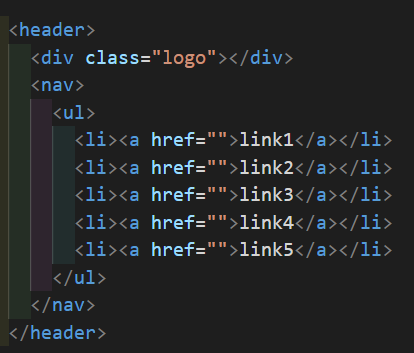 <header>
<div class="logo"></div>
<nav>
<ul>
<li><a href="">link1</a></li>
<li><a href="">link2</a></li>
<li><a href="">link3</a></li>
<li><a href="">link4</a></li>
<li><a href="">link5</a></li>
</ul>
</nav>
</header>